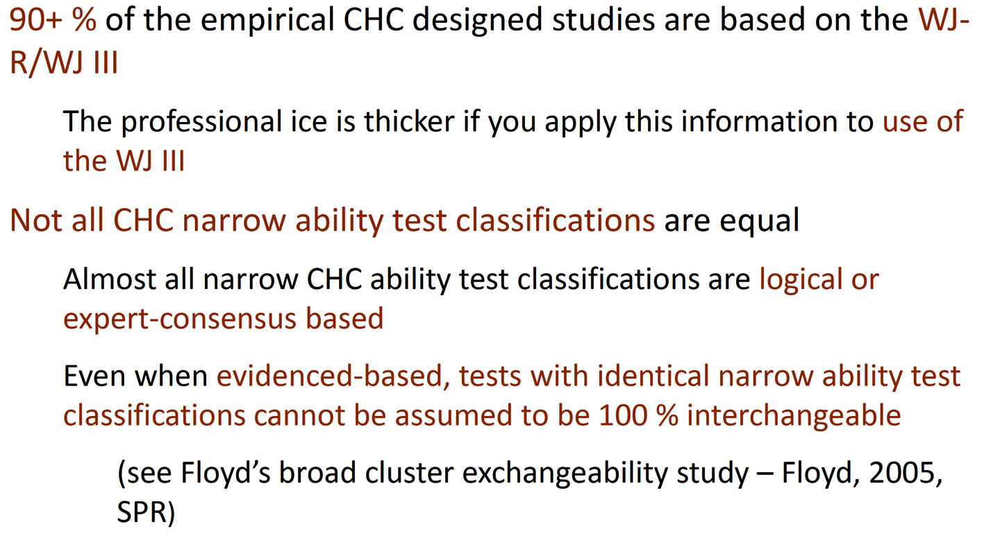 90+ % of the empirical CHC designed studies are based on the WJ-
R/WJ III
The professional ice is thicker if you apply this information to use of
the WJ III
Not all CHC narrow ability test classifications are equal
Almost all narrow CHC ability test classifications are logical or
expert-consensus based
Even when evidenced-based, tests with identical narrow ability test
classifications cannot be assumed to be 100 % interchangeable
(see Floyd’s broad cluster exchangeability study – Floyd, 2005,
SPR)